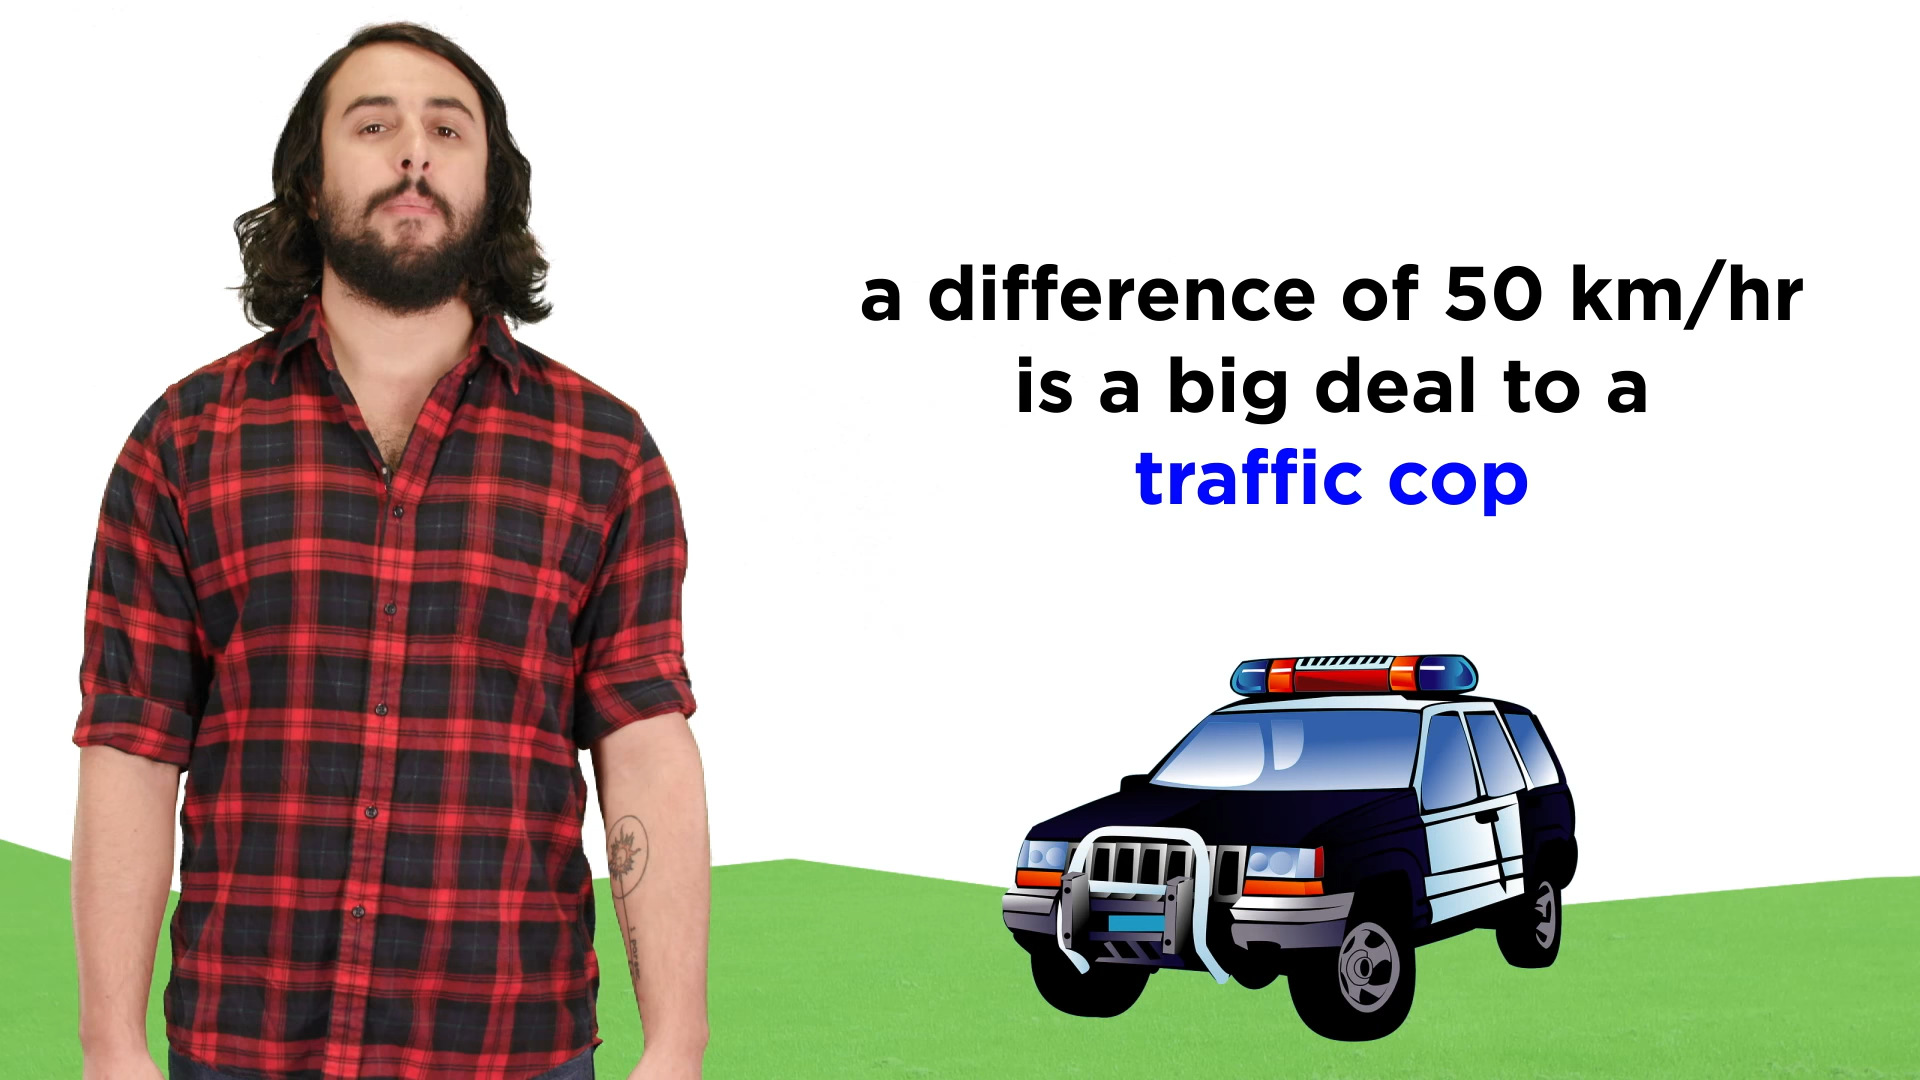 a difference of 50 km/hr
is a big deal to a
traffic cop